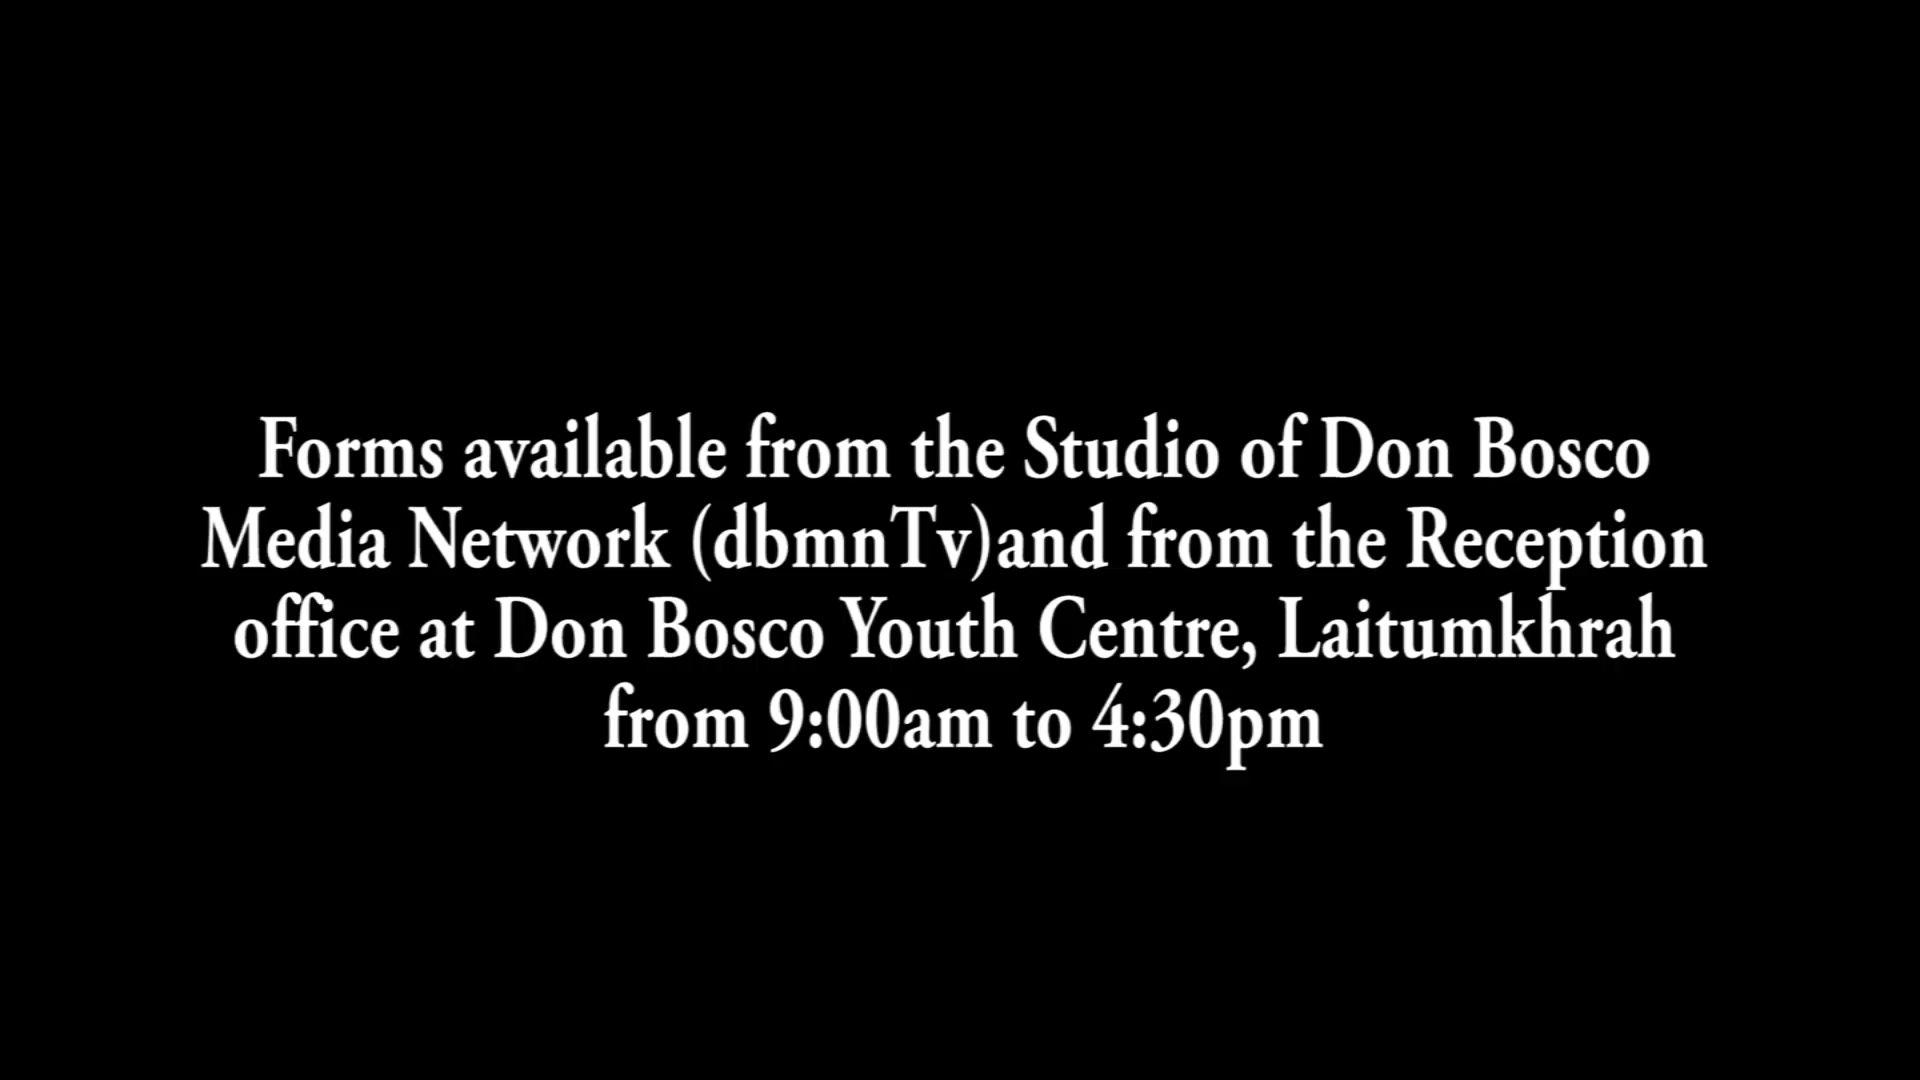 Forms available from the Studio of Don Bosco
Media Network (dbmnTv)and from the Reception
office at Don Bosco Youth Centre, Laitumkhrah
from 9:00am to 4:30pm